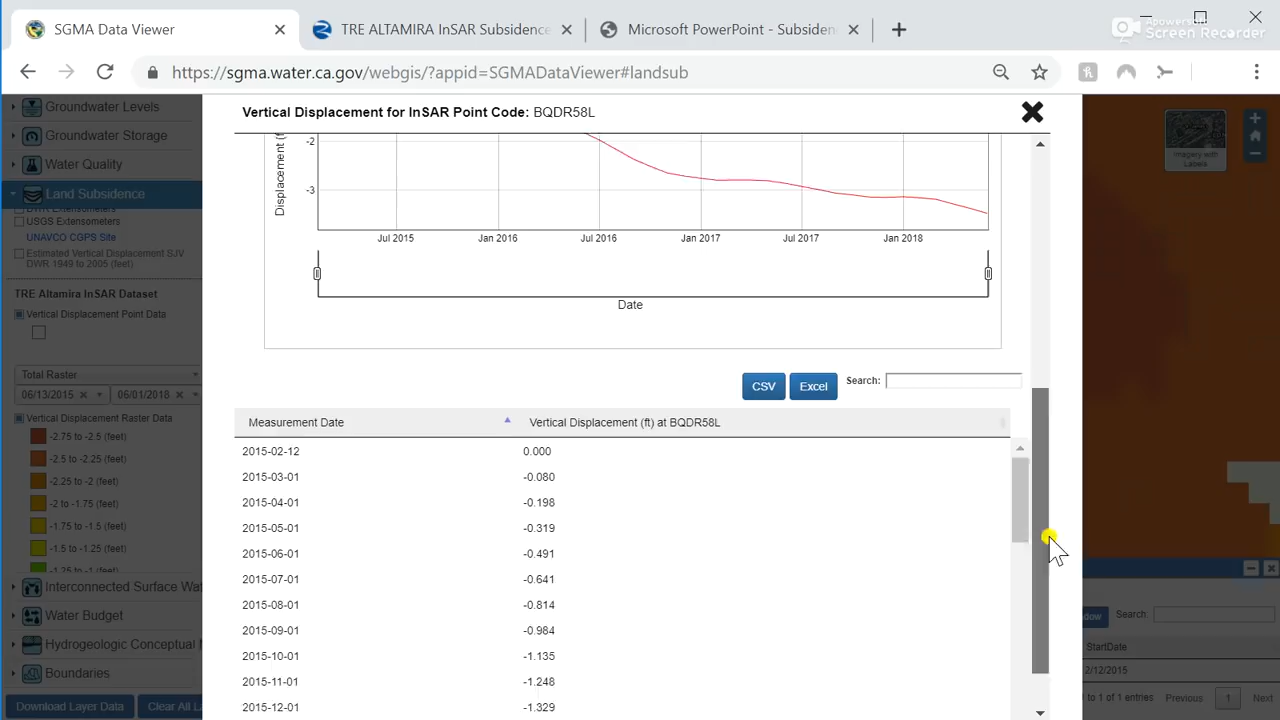 SGMA Data Viewer
TRE ALTAMIRA InSAR Subsidence
Microsoft PowerPoint - Subsiden
Apowersoft
Screen Recorder
https://sgma.water.ca.gov/webgis/?appid=SGMADataViewer#landsub
Groundwater Levels
Groundwater Storage
Water Quality
Land Subsidence
DWR Extensometers
USGS Extensometers
UNAVCO CGPS Site
Estimated Vertical Displacement SJV
DWR 1949 to 2005 (feet)
TRE Altamira InSAR Dataset
Vertical Displacement Point Data
Total Raster
06/13/2015
06/01/2018
Vertical Displacement Raster Data
-2.75 to -2.5 (feet)
-2.5 to -2.25 (feet)
-2.25 to -2 (feet)
-2 to -1.75 (feet)
-1.75 to -1.5 (feet)
-1.5 to -1.25 (feet)
-1.25 to -1 (feet)
Interconnected Surface Wat
Water Budget
Hydrogeologic Conceptual
Boundaries
Download Layer Data
Clear All La
Vertical Displacement for InSAR Point Code: BQDR58L
Displacement (f
-2
-3
Jul 2015
Jan 2016
Jul 2016
Jan 2017
Jul 2017
Jan 2018
Date
CSV
Excel
Search:
Measurement Date
Vertical Displacement (ft) at BQDR58L
2015-02-12 0.000
2015-03-01 -0.080
2015-04-01 -0.198
2015-05-01 -0.319
2015-06-01 -0.491
2015-07-01 -0.641
2015-08-01 -0.814
2015-09-01 -0.984
2015-10-01 -1.135
2015-11-01 -1.248
2015-12-01 -1.329
Imagery with
Labels
dow
Search:
StartDate
2/12/2015
to 1 of 1 entries
Previous
1
Next